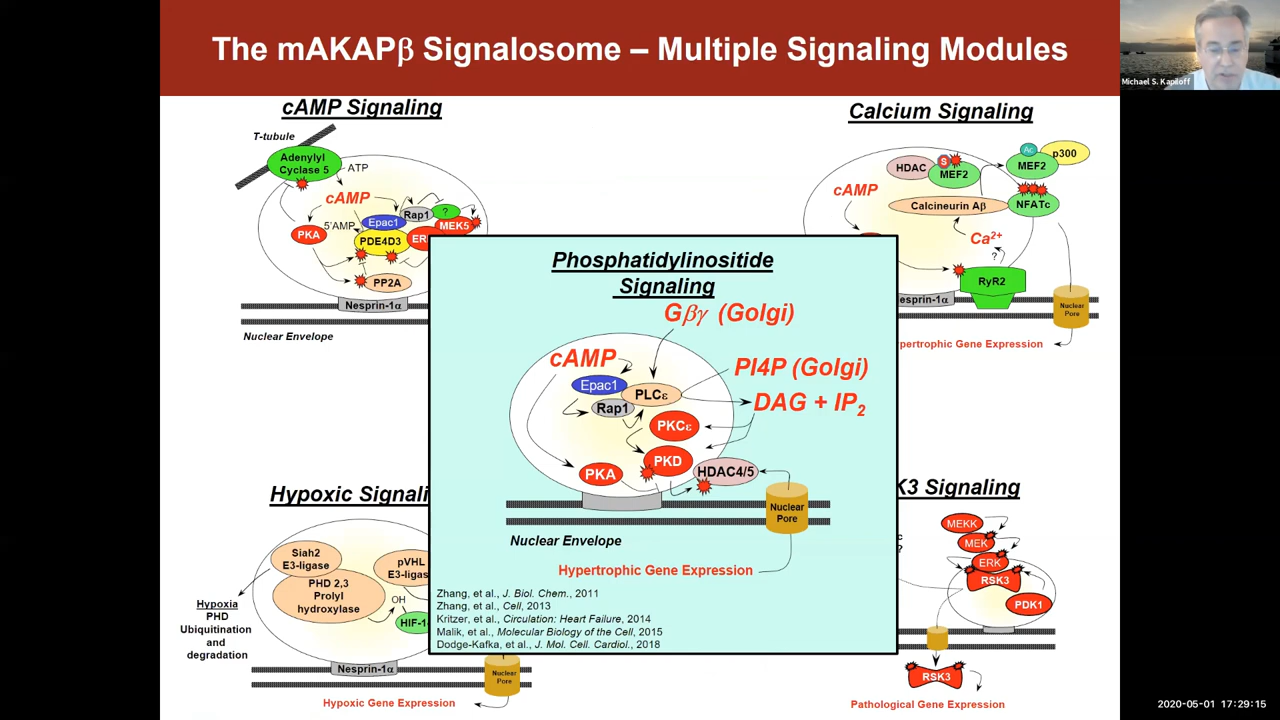 The mAKAPβ Signalosome – Multiple Signaling Modules
Michael S. Kapiloff
cAMP Signaling
T-tubule
Adenylyl
Cyclase 5
ATP
cAMP
5'AMP
Epac1
Rap1
?
MEK5
PKA
PDE4D3
PP2A
Nesprin-1α
Nuclear Envelope
Calcium Signaling
HDAC
S
MEF2
Ac
p300
MEF2
cAMP
Calcineurin Aβ
NFATc
Ca²⁺
?
RyR2
esprin-1α
Nuclear
Pore
pertrophic Gene Expression
Phosphatidylinositide
Signaling
Gβγ (Golgi)
cAMP
PI4P (Golgi)
Epac1
PLCε
Rap1
DAG + IP₂
PKCε
PKD
PKA
HDAC4/5
Nuclear
Pore
Nuclear Envelope
Hypertrophic Gene Expression
Zhang, et al., J. Biol. Chem., 2011
Zhang, et al., Cell, 2013
Kritzer, et al., Circulation: Heart Failure, 2014
Malik, et al., Molecular Biology of the Cell, 2015
Dodge-Kafka, et al., J. Mol. Cell. Cardiol., 2018
Hypoxic Signali
Siah2
E3-ligase
pVHL
E3-ligas
PHD 2,3
Prolyl
hydroxylase
OH
HIF-1
Hypoxia
PHD
Ubiquitination
and
degradation
Nesprin-1α
Nuclear
Pore
Hypoxic Gene Expression
K3 Signaling
MEKK
MEK
ERK
RSK3
PDK1
?
RSK3
Pathological Gene Expression
2020-05-01 17:29:15